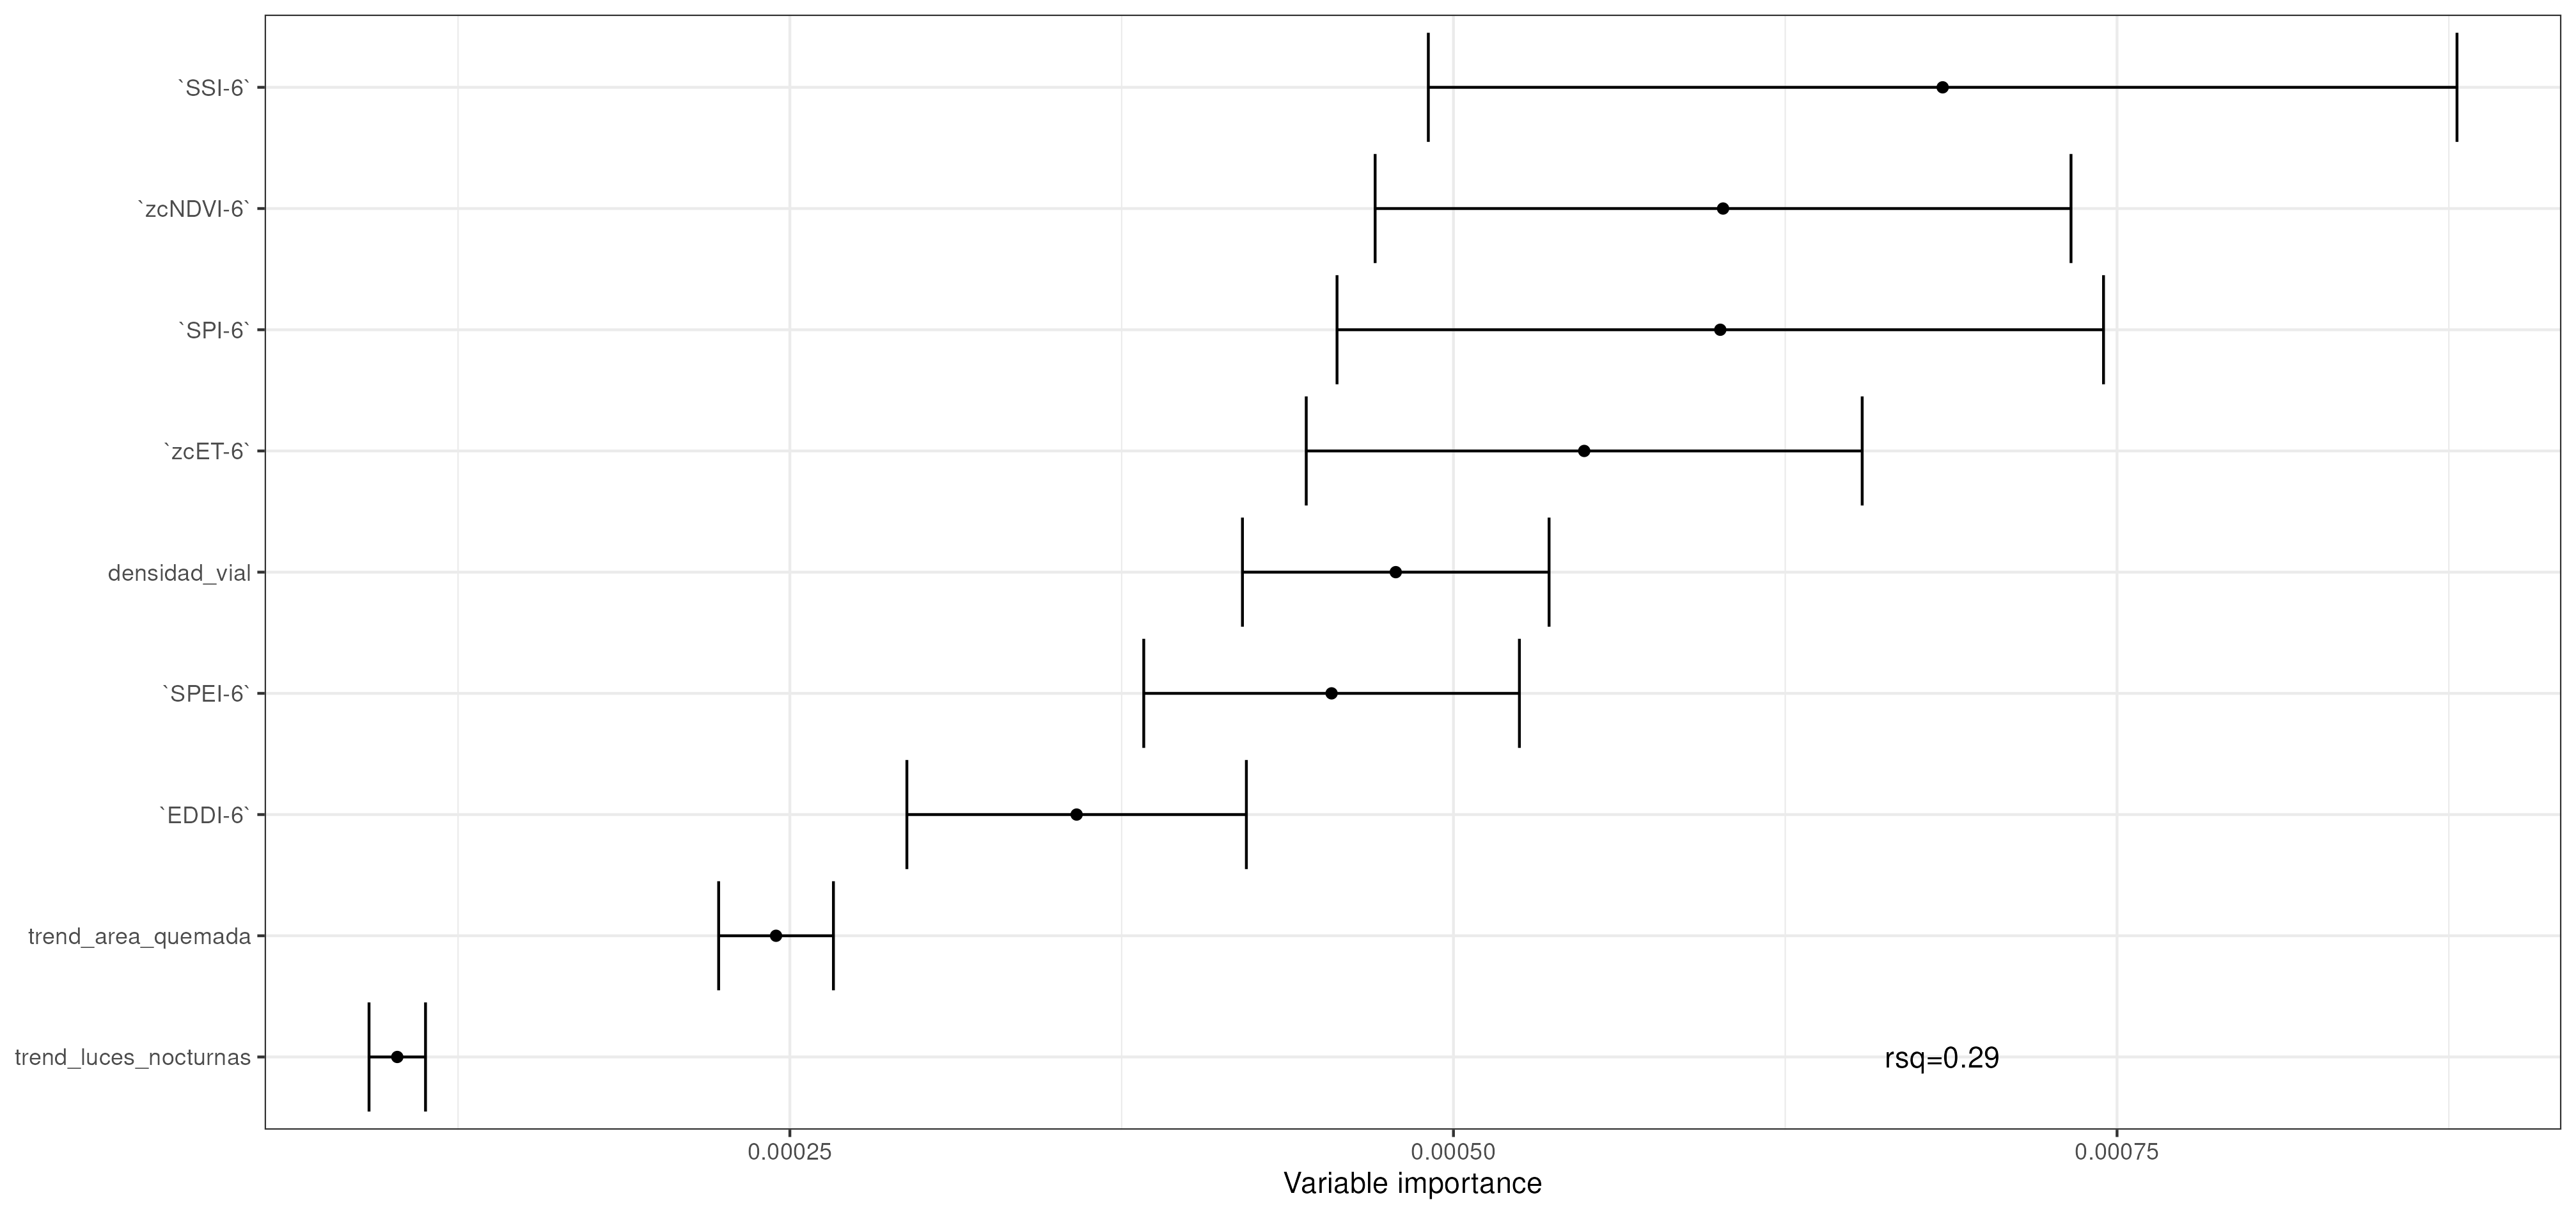 `SSI-6`
`zcNDVI-6`
`SPI-6`
`zcET-6`
densidad_vial
`SPEI-6`
`EDDI-6`
trend_area_quemada
trend_luces_nocturnas
rsq=0.29
0.00025
0.00050
0.00075
Variable importance